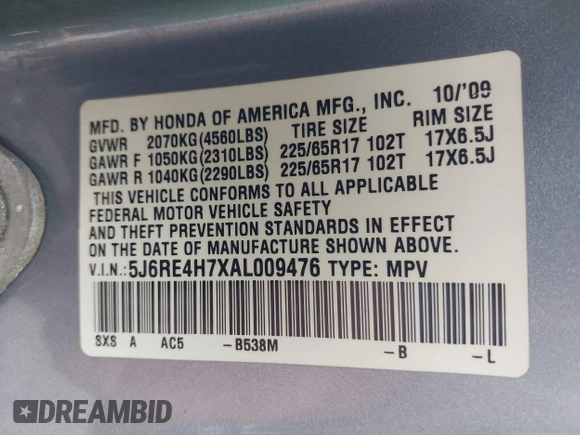 MFD. BY HONDA OF AMERICA MFG., INC. 10/'09
GVWR 2070KG(4560LBS) TIRE SIZE RIM SIZE
GAWR F 1050KG(2310LBS) 225/65R17 102T 17X6.5J
GAWR R 1040KG(2290LBS) 225/65R17 102T 17X6.5J
THIS VEHICLE CONFORMS TO ALL APPLICABLE
FEDERAL MOTOR VEHICLE SAFETY
AND THEFT PREVENTION STANDARDS IN EFFECT
ON THE DATE OF MANUFACTURE SHOWN ABOVE.
V.I.N.: 5J6RE4H7XAL009476 TYPE: MPV
SXS A AC5 -B538M -B -L
DREAMBID